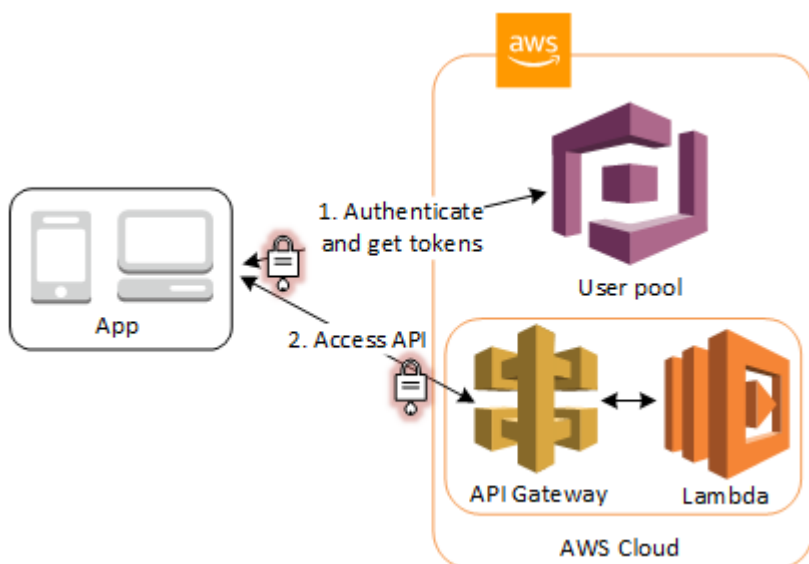 aws
1. Authenticate
and get tokens
User pool
App
2. Access API
API Gateway
Lambda
AWS Cloud